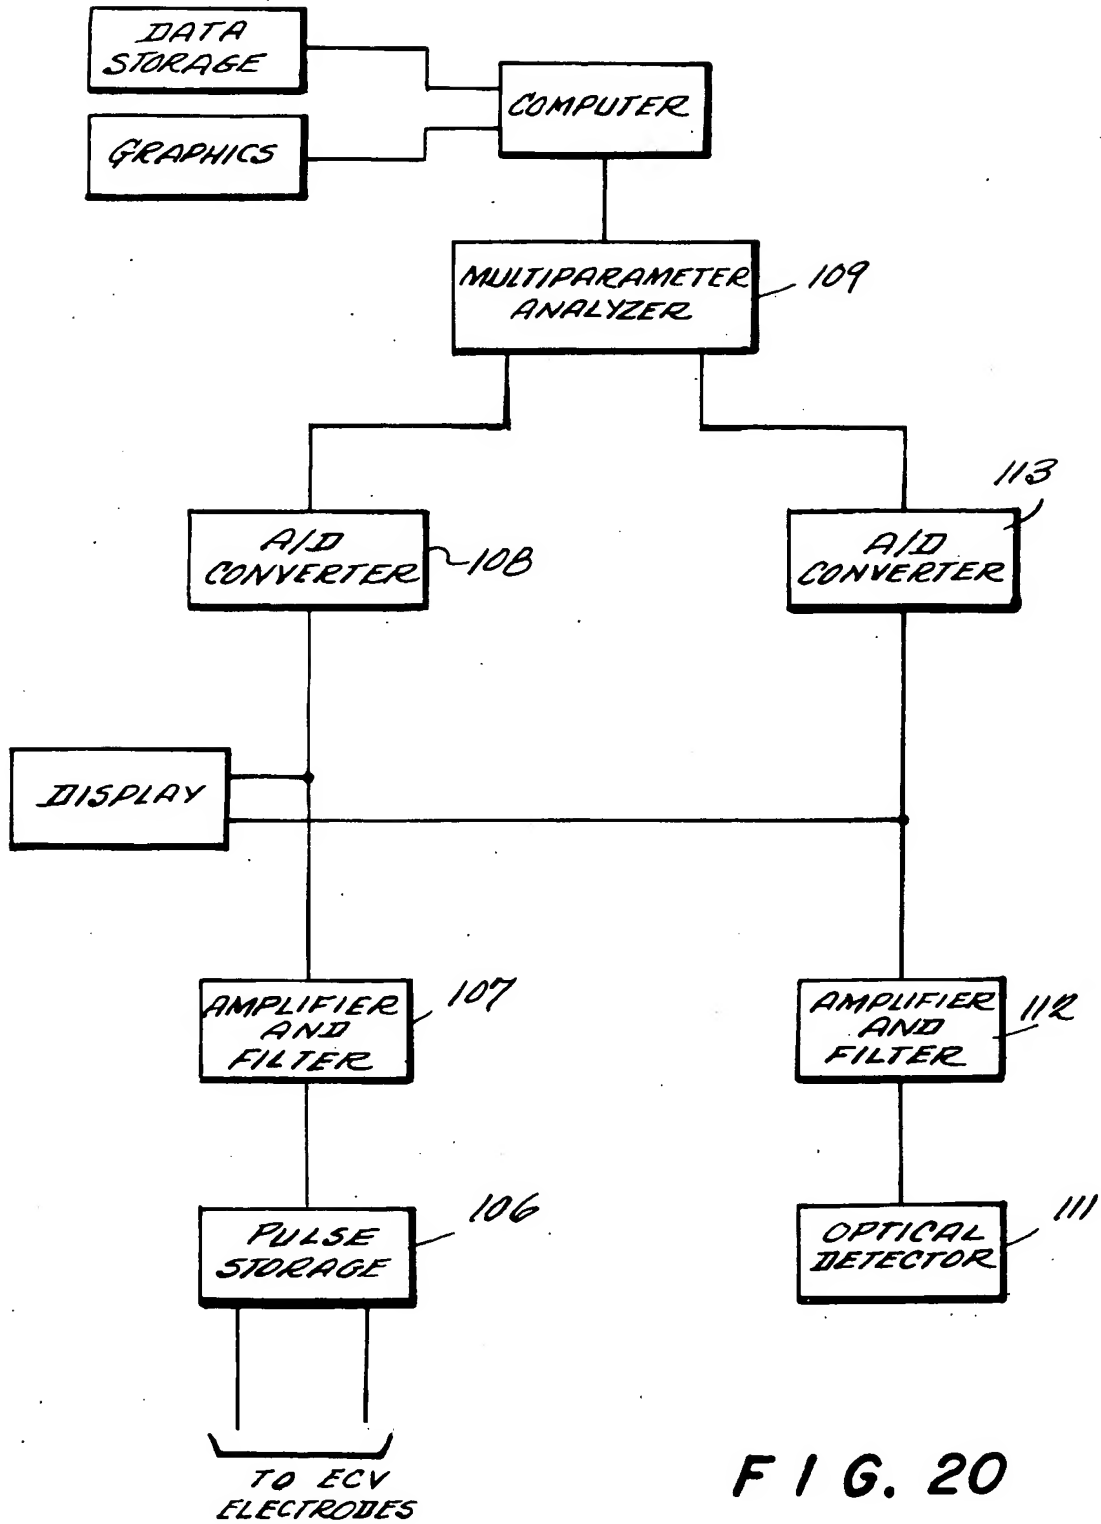 DATA
STORAGE
COMPUTER
GRAPHICS
MULTIPARAMETER
ANALYZER
109
113
A/D
CONVERTER
108
A/D
CONVERTER
DISPLAY
AMPLIFIER
AND
FILTER
107
AMPLIFIER
AND
FILTER
112
PULSE
STORAGE
106
OPTICAL
DETECTOR
111
TO ECV
ELECTRODES
FIG. 20